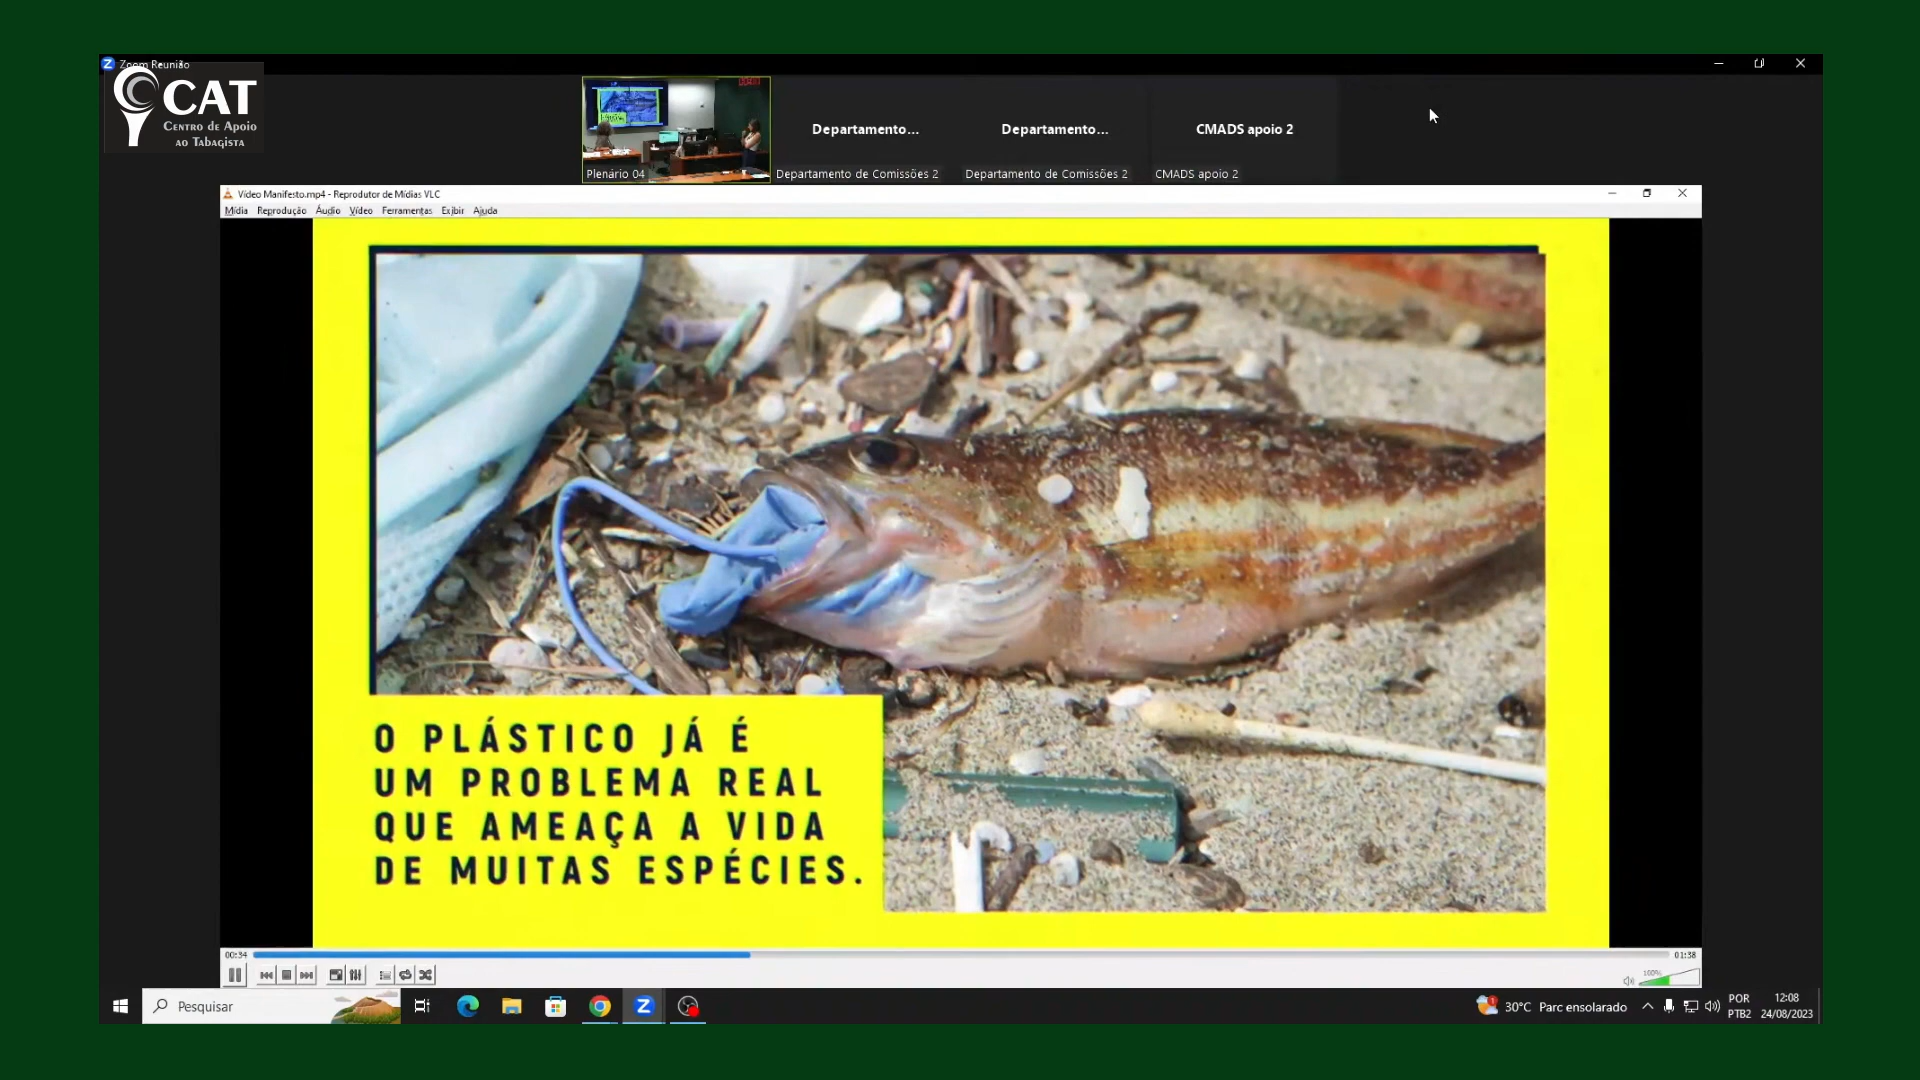 Zoom Reunião
CAT
CENTRO DE APOIO
AO TABAGISTA
Departamento...
Departamento...
CMADS apoio 2
Plenário 04
Departamento de Comissões 2
Departamento de Comissões 2
CMADS apoio 2
Vídeo Manifesto.mp4 - Reprodutor de Mídias VLC
Mídia Reprodução Áudio Vídeo Ferramentas Exibir Ajuda
O PLÁSTICO JÁ É
UM PROBLEMA REAL
QUE AMEAÇA A VIDA
DE MUITAS ESPÉCIES.
00:34
01:38
100%
Pesquisar
30°C Parc ensolarado
POR
PTB2
12:08
24/08/2023